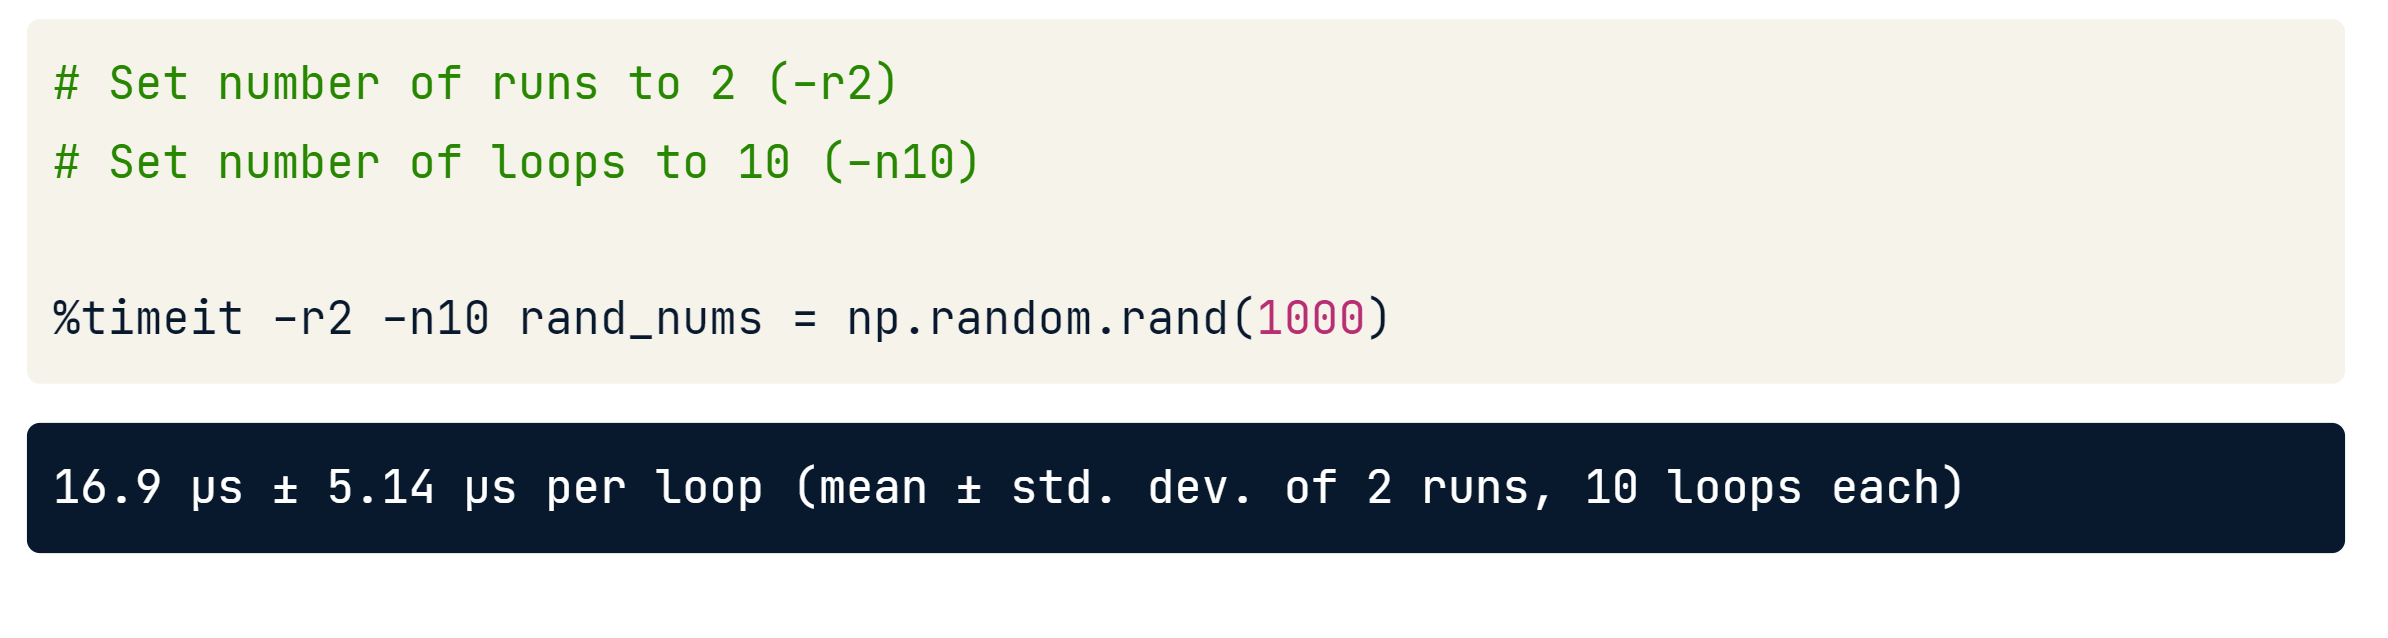 # Set number of runs to 2 (-r2)
# Set number of loops to 10 (-n10)
%timeit -r2 -n10 rand_nums = np.random.rand(1000)
16.9 µs ± 5.14 µs per loop (mean ± std. dev. of 2 runs, 10 loops each)